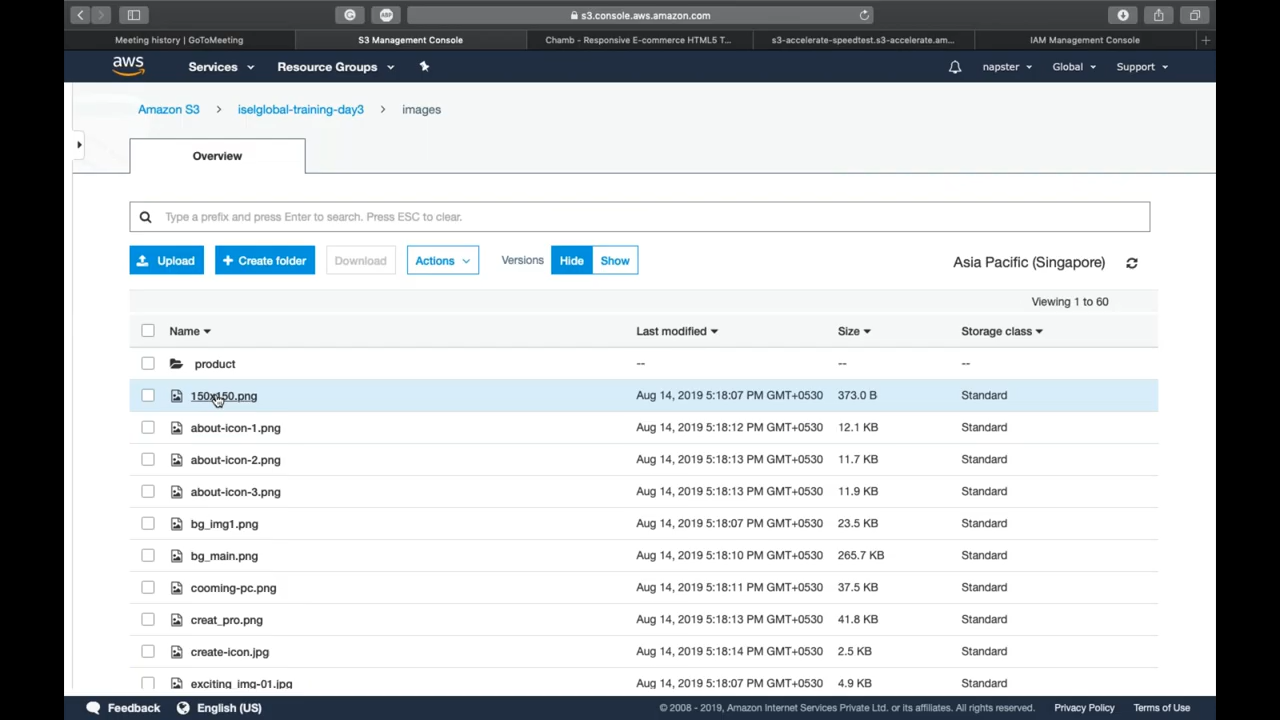 s3.console.aws.amazon.com
Meeting history | GoToMeeting S3 Management Console Chamb - Responsive E-commerce HTML5 T... s3-accelerate-speedtest.s3-accelerate.am... IAM Management Console
aws Services Resource Groups napster Global Support
Amazon S3 > iselglobal-training-day3 > images
Overview
Type a prefix and press Enter to search. Press ESC to clear.
Upload + Create folder Download Actions Versions Hide Show Asia Pacific (Singapore)
Viewing 1 to 60
Name Last modified Size Storage class
product -- -- --
150x150.png Aug 14, 2019 5:18:07 PM GMT+0530 373.0 B Standard
about-icon-1.png Aug 14, 2019 5:18:12 PM GMT+0530 12.1 KB Standard
about-icon-2.png Aug 14, 2019 5:18:13 PM GMT+0530 11.7 KB Standard
about-icon-3.png Aug 14, 2019 5:18:13 PM GMT+0530 11.9 KB Standard
bg_img1.png Aug 14, 2019 5:18:07 PM GMT+0530 23.5 KB Standard
bg_main.png Aug 14, 2019 5:18:10 PM GMT+0530 265.7 KB Standard
cooming-pc.png Aug 14, 2019 5:18:11 PM GMT+0530 37.5 KB Standard
creat_pro.png Aug 14, 2019 5:18:13 PM GMT+0530 41.8 KB Standard
create-icon.jpg Aug 14, 2019 5:18:14 PM GMT+0530 2.5 KB Standard
exciting_img-01.jpg Aug 14, 2019 5:18:07 PM GMT+0530 4.9 KB Standard
Feedback English (US) © 2008 - 2019, Amazon Internet Services Private Ltd. or its affiliates. All rights reserved. Privacy Policy Terms of Use